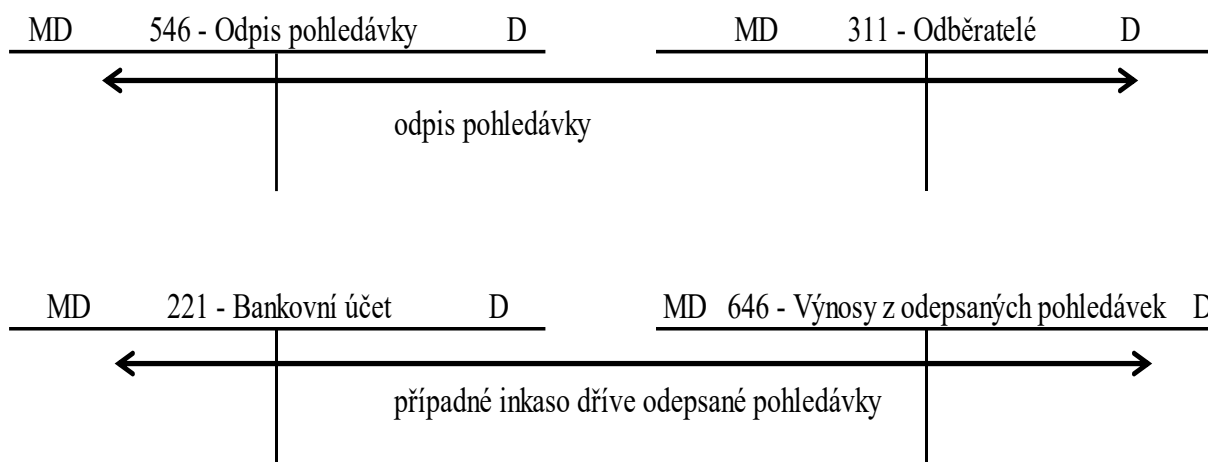 MD 546 - Odpis pohledávky D MD 311 - Odběratelé D
odpis pohledávky
MD 221 - Bankovní účet D MD 646 - Výnosy z odepsaných pohledávek D
případné inkaso dříve odepsané pohledávky